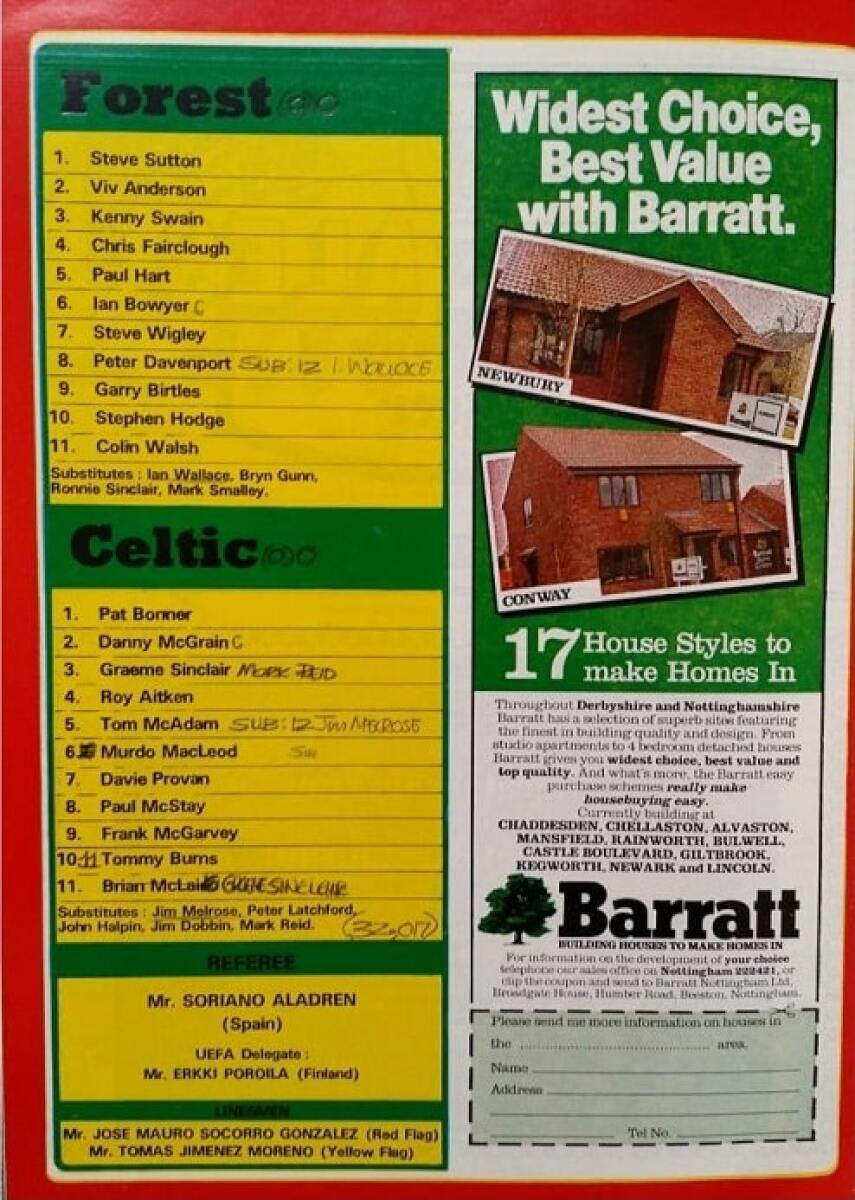 Forest (0) 0
1. Steve Sutton
2. Viv Anderson
3. Kenny Swain
4. Chris Fairclough
5. Paul Hart
6. Ian Bowyer C
7. Steve Wigley
8. Peter Davenport SUB: 12 I WALLACE
9. Garry Birtles
10. Stephen Hodge
11. Colin Walsh
Substitutes : Ian Wallace, Bryn Gunn,
Ronnie Sinclair, Mark Smalley.
Celtic (0) 0
1. Pat Bonner
2. Danny McGrain C
3. Graeme Sinclair MARK REID
4. Roy Aitken
5. Tom McAdam SUB: 12 JIM MELROSE
6. Murdo MacLeod
7. Davie Provan
8. Paul McStay
9. Frank McGarvey
10. 11 Tommy Burns
11. Brian McLai GRAEME SINCLAIR
Substitutes : Jim Melrose, Peter Latchford,
John Halpin, Jim Dobbin, Mark Reid. (32,017)
REFEREE
Mr. SORIANO ALADREN
(Spain)
UEFA Delegate :
Mr. ERKKI POROILA (Finland)
LINESMEN
Mr. JOSE MAURO SOCORRO GONZALEZ (Red Flag)
Mr. TOMAS JIMENEZ MORENO (Yellow Flag)
Widest Choice,
Best Value
with Barratt.
NEWBURY
CONWAY
17 House Styles to
make Homes In
Throughout Derbyshire and Nottinghamshire
Barratt has a selection of superb sites featuring
the finest in building quality and design. From
studio apartments to 4 bedroom detached houses
Barratt gives you widest choice, best value and
top quality. And what's more, the Barratt easy
purchase schemes really make
housebuying easy.
Currently building at
CHADDESDEN, CHELLASTON, ALVASTON,
MANSFIELD, RAINWORTH, BULWELL,
CASTLE BOULEVARD, GILTBROOK,
KEGWORTH, NEWARK and LINCOLN.
Barratt
BUILDING HOUSES TO MAKE HOMES IN
For information on the development of your choice
telephone our sales office on Nottingham 222421, or
clip the coupon and send to Barratt Nottingham Ltd,
Broadgate House, Humber Road, Beeston, Nottingham.
Please send me more information on houses in
the .................................... area.
Name
Address
Tel No.